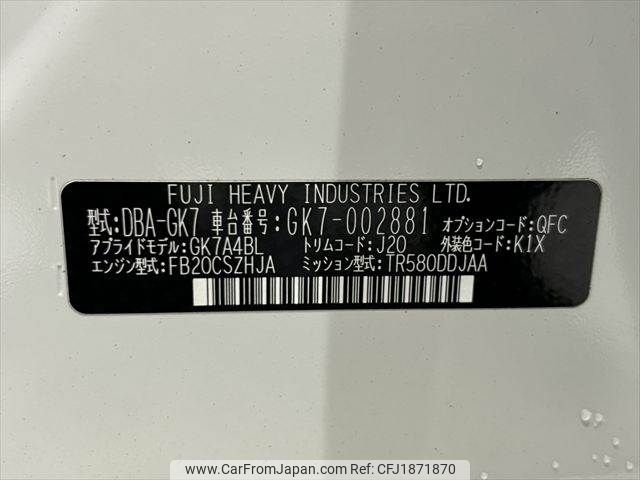 FUJI HEAVY INDUSTRIES LTD.
型式:DBA-GK7 車台番号:GK7-002881 オプションコード:QFC
アプライドモデル:GK7A4BL トリムコード:J20 外装色コード:K1X
エンジン型式:FB20CSZHJA ミッション型式:TR580DDJAA
CAR FROM JAPAN - www.carfromjapan.com - CFJ1871870